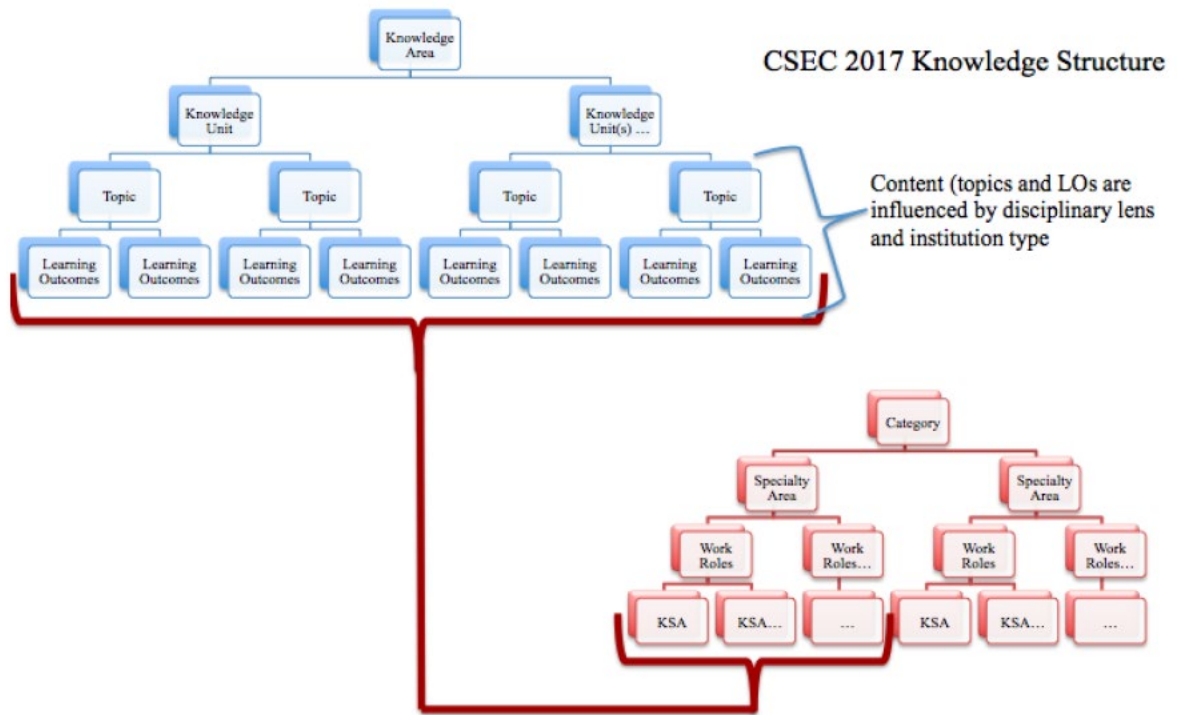 Knowledge
Area
CSEC 2017 Knowledge Structure
Knowledge
Unit
Knowledge
Unit(s) ...
Topic
Topic
Topic
Topic
Content (topics and LOs are
influenced by disciplinary lens
and institution type
Learning
Outcomes
Learning
Outcomes
Learning
Outcomes
Learning
Outcomes
Learning
Outcomes
Learning
Outcomes
Learning
Outcomes
Learning
Outcomes
Category
Specialty
Area
Specialty
Area
Work
Roles
Work
Roles...
Work
Roles
Work
Roles...
KSA
KSA...
...
KSA
KSA...
...